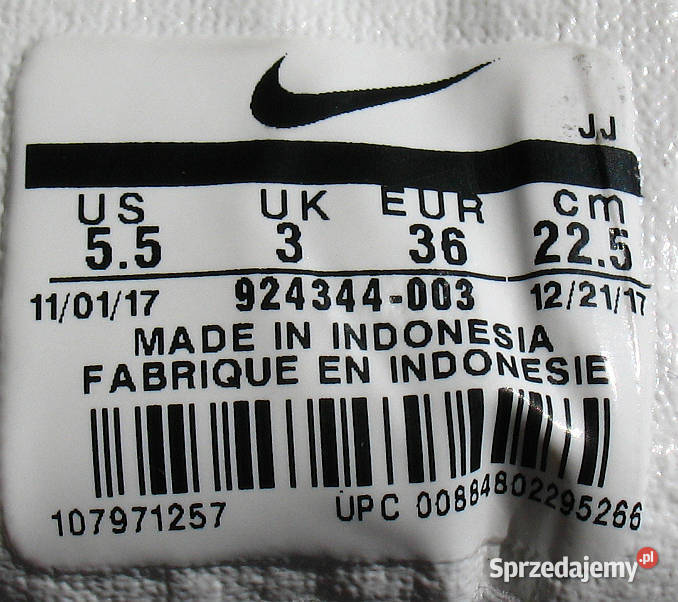 JJ
US UK EUR cm
5.5 3 36 22.5
11/01/17 924344-003 12/21/17
MADE IN INDONESIA
FABRIQUE EN INDONESIE
107971257 UPC 00884802295266
Sprzedajemy.pl